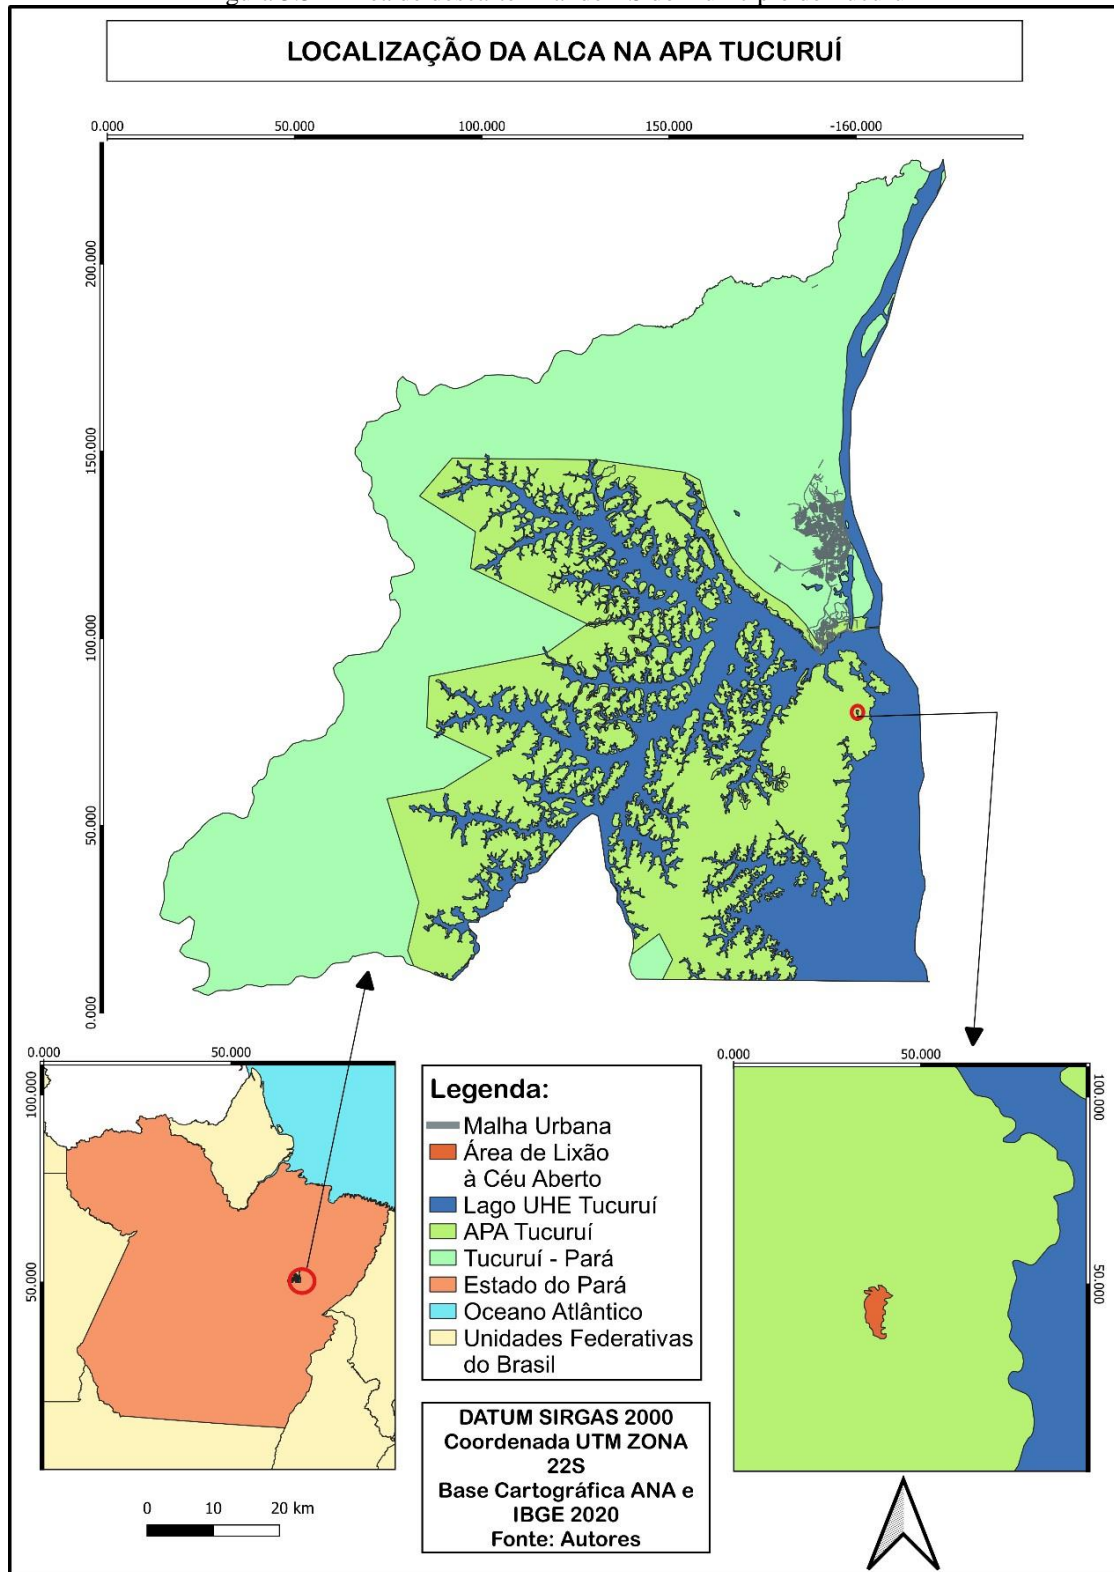 LOCALIZAÇÃO DA ALCA NA APA TUCURUÍ
0.000 50.000 100.000 150.000 -160.000
200.000
150.000
100.000
50.000
0.000
0.000 50.000
100.000
50.000
Legenda:
Malha Urbana
Área de Lixão
à Céu Aberto
Lago UHE Tucuruí
APA Tucuruí
Tucuruí - Pará
Estado do Pará
Oceano Atlântico
Unidades Federativas
do Brasil
0.000 50.000
100.000
50.000
0 10 20 km
DATUM SIRGAS 2000
Coordenada UTM ZONA
22S
Base Cartográfica ANA e
IBGE 2020
Fonte: Autores